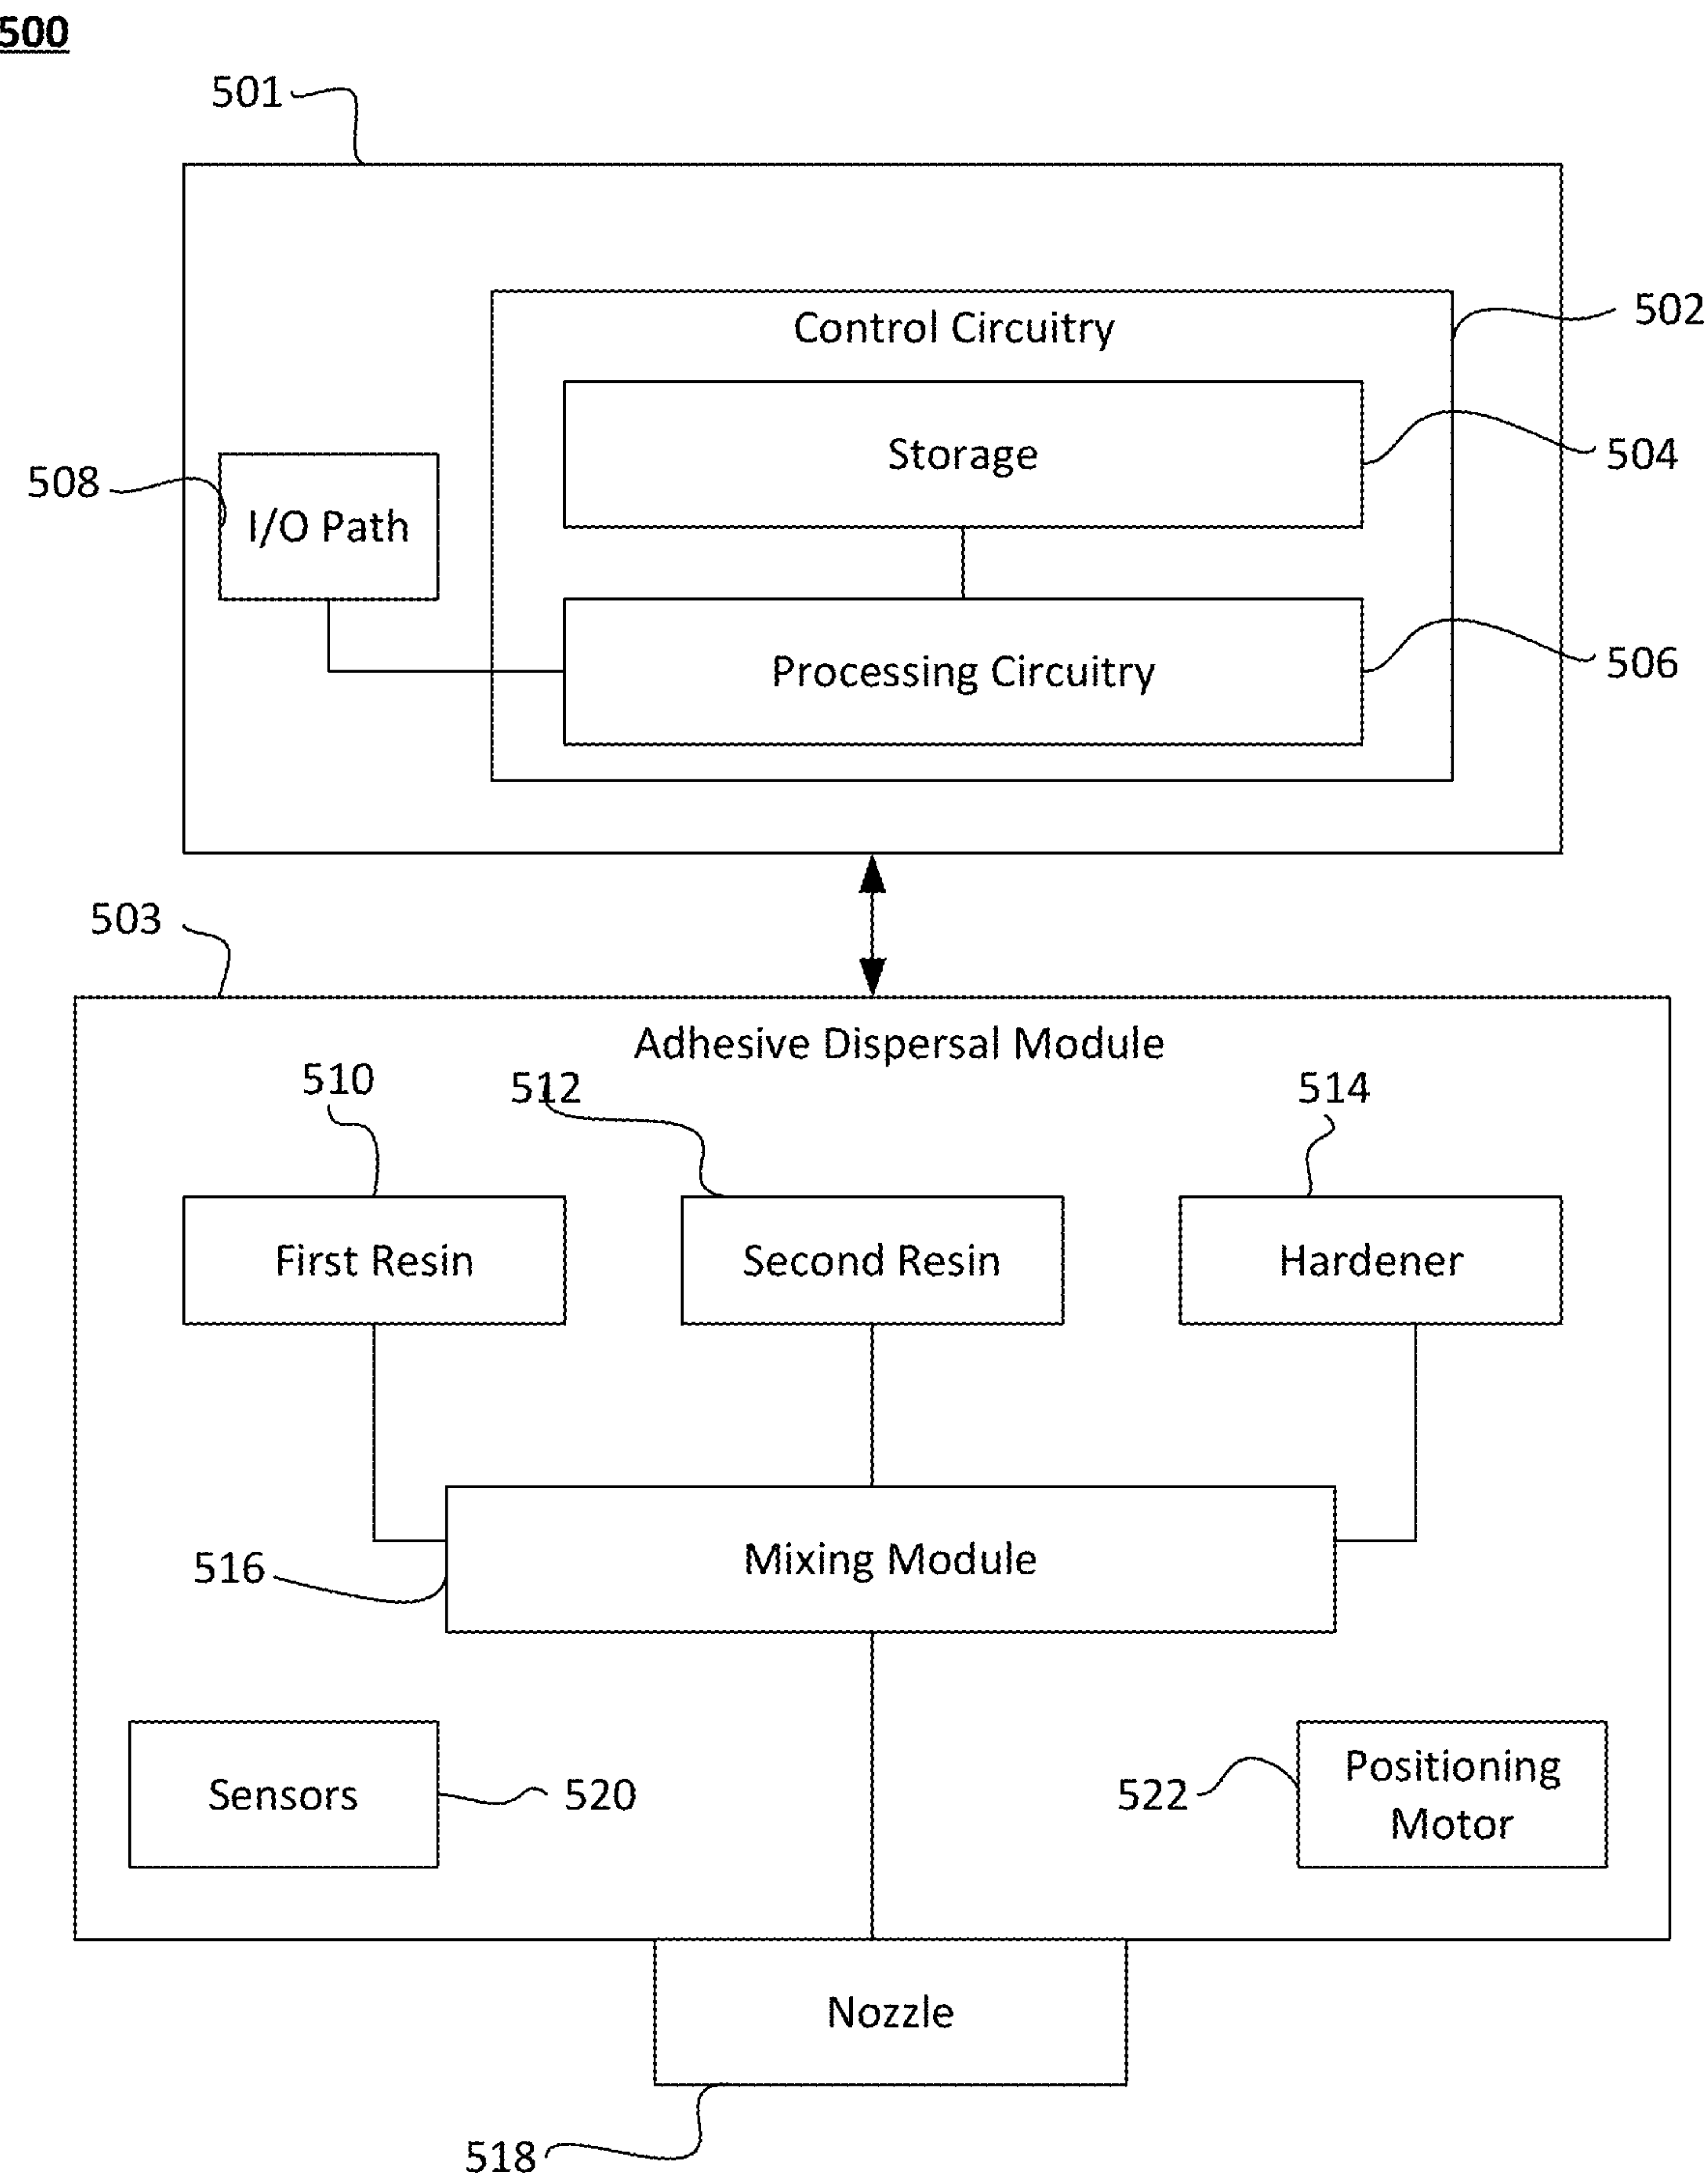 500
501
Control Circuitry
502
Storage
504
508
I/O Path
Processing Circuitry
506
503
Adhesive Dispersal Module
510
512
514
First Resin
Second Resin
Hardener
Mixing Module
516
Sensors
520
522
Positioning
Motor
Nozzle
518